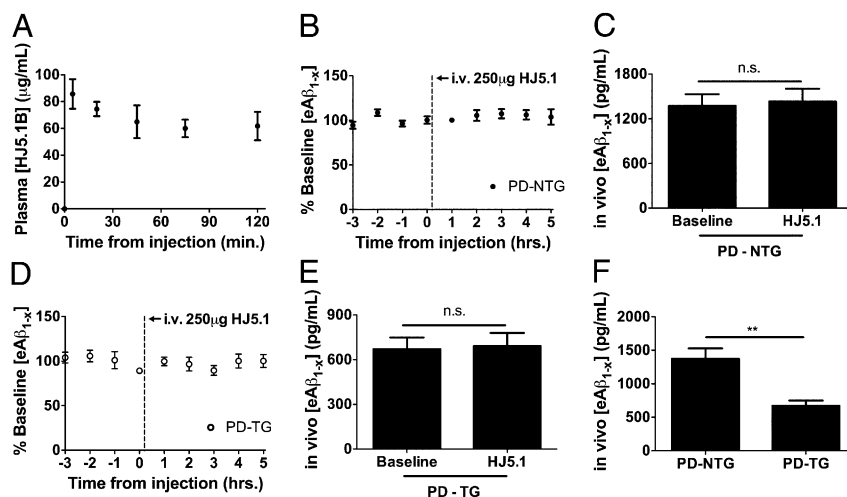 A
Plasma [HJ5.1B] (μg/mL)
100
80
60
40
20
0
0 30 60 90 120
Time from injection (min.)
B
% Baseline [eAβ1-x]
150
100
50
0
i.v. 250μg HJ5.1
PD-NTG
-3 -2 -1 0 1 2 3 4 5
Time from injection (hrs.)
C
in vivo [eAβ1-x] (pg/mL)
1800
1200
600
0
n.s.
Baseline HJ5.1
PD - NTG
D
% Baseline [eAβ1-x]
150
100
50
0
i.v. 250μg HJ5.1
PD-TG
-3 -2 -1 0 1 2 3 4 5
Time from injection (hrs.)
E
in vivo [eAβ1-x] (pg/mL)
900
600
300
0
n.s.
Baseline HJ5.1
PD - TG
F
in vivo [eAβ1-x] (pg/mL)
2000
1500
1000
500
0
**
PD-NTG PD-TG